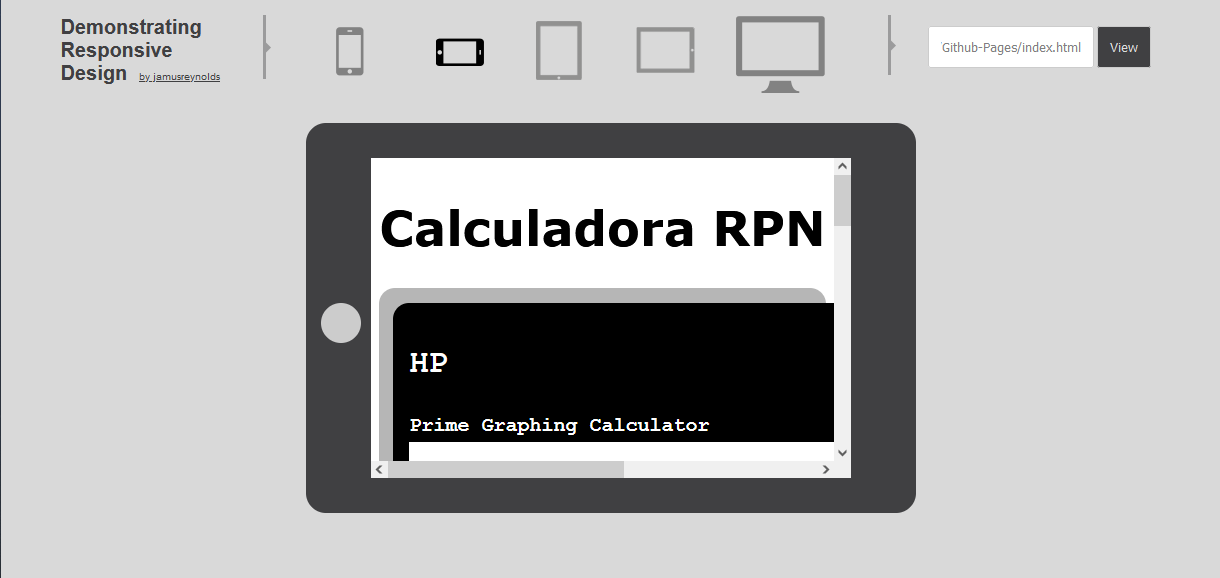 Demonstrating
Responsive
Design by jamusreynolds
Github-Pages/index.html
View
Calculadora RPN
HP
Prime Graphing Calculator